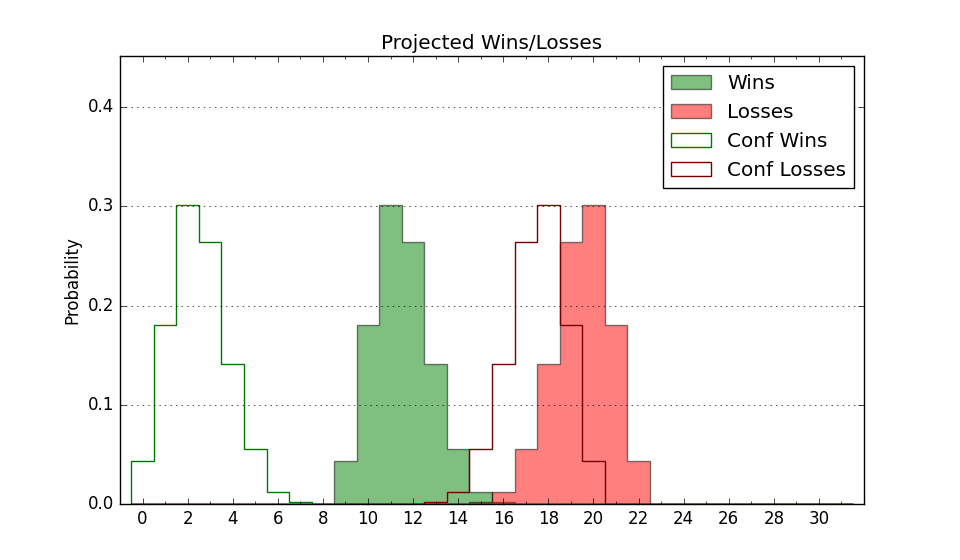 Projected Wins/Losses
Wins
Losses
Conf Wins
Conf Losses
Probability
0.4
0.3
0.2
0.1
0.0
0 2 4 6 8 10 12 14 16 18 20 22 24 26 28 30